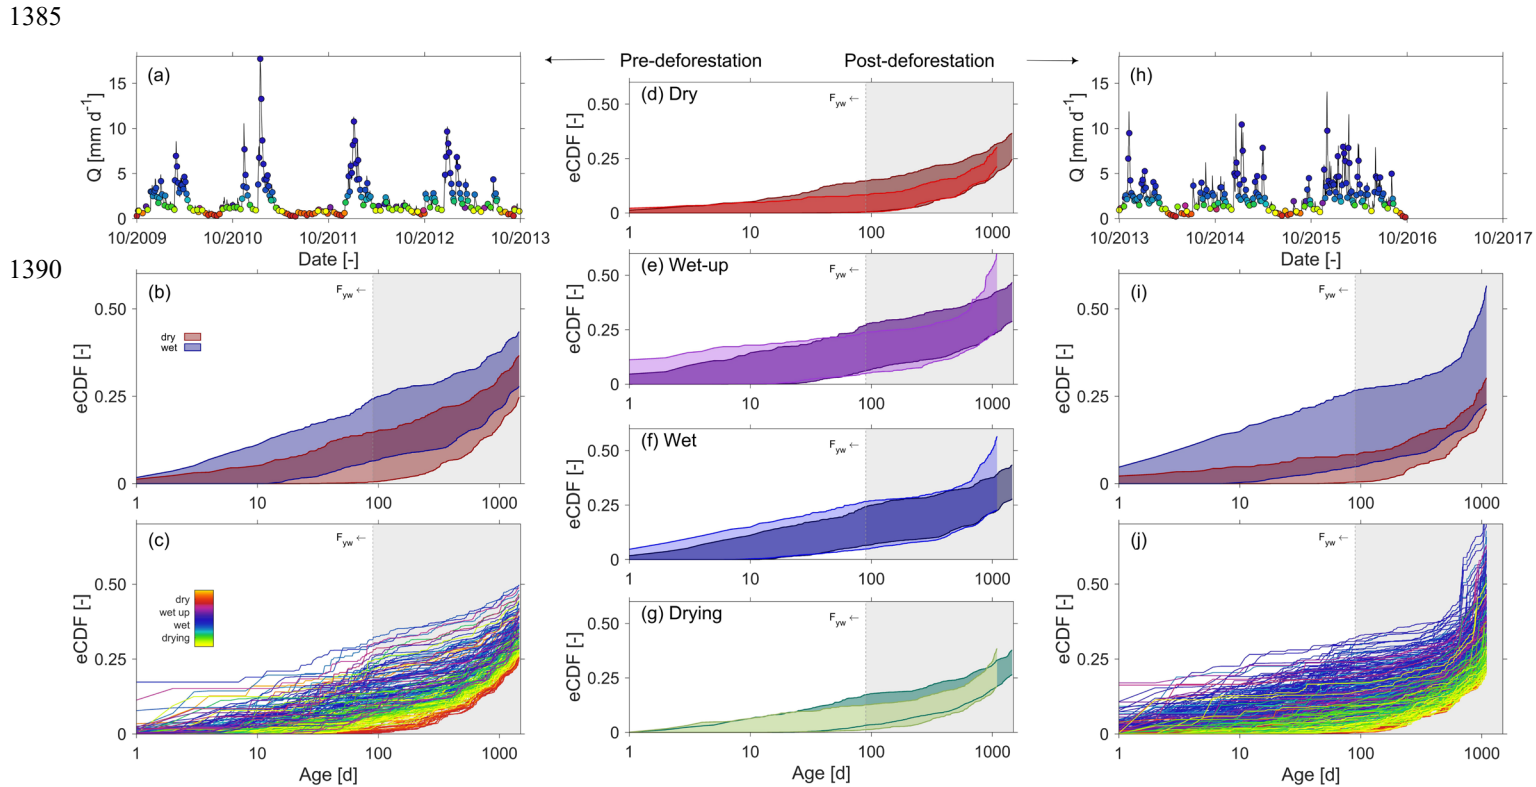 1385
← Pre-deforestation Post-deforestation →
(a)
Q [mm d⁻¹]
15
10
5
0
10/2009 10/2010 10/2011 10/2012 10/2013
Date [-]
1390
(b)
F_yw ←
dry
wet
eCDF [-]
0.50
0.25
0
1 10 100 1000
(c)
F_yw ←
dry
wet up
wet
drying
eCDF [-]
0.50
0.25
0
1 10 100 1000
Age [d]
(d) Dry
F_yw ←
eCDF [-]
0.50
0.25
0
1 10 100 1000
(e) Wet-up
F_yw ←
eCDF [-]
0.50
0.25
0
1 10 100 1000
(f) Wet
F_yw ←
eCDF [-]
0.50
0.25
0
1 10 100 1000
(g) Drying
F_yw ←
eCDF [-]
0.50
0.25
0
1 10 100 1000
Age [d]
(h)
Q [mm d⁻¹]
15
10
5
0
10/2013 10/2014 10/2015 10/2016 10/2017
Date [-]
(i)
F_yw ←
eCDF [-]
0.50
0.25
0
1 10 100 1000
(j)
F_yw ←
eCDF [-]
0.50
0.25
0
1 10 100 1000
Age [d]